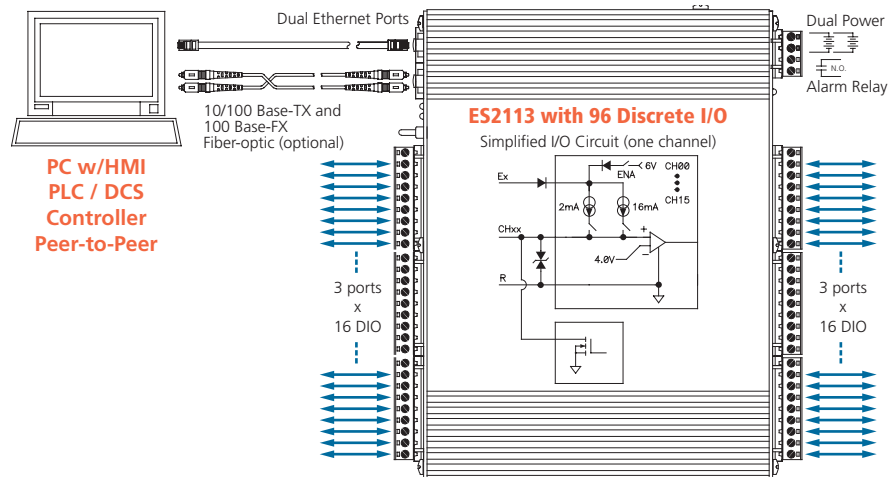 Dual Ethernet Ports
Dual Power
N.O.
Alarm Relay
10/100 Base-TX and
100 Base-FX
Fiber-optic (optional)
ES2113 with 96 Discrete I/O
Simplified I/O Circuit (one channel)
PC w/HMI
PLC / DCS
Controller
Peer-to-Peer
6V
CH00
ENA
Ex
CH15
2mA
16mA
CHxx
+
4.0V
−
R
3 ports
x
16 DIO
3 ports
x
16 DIO